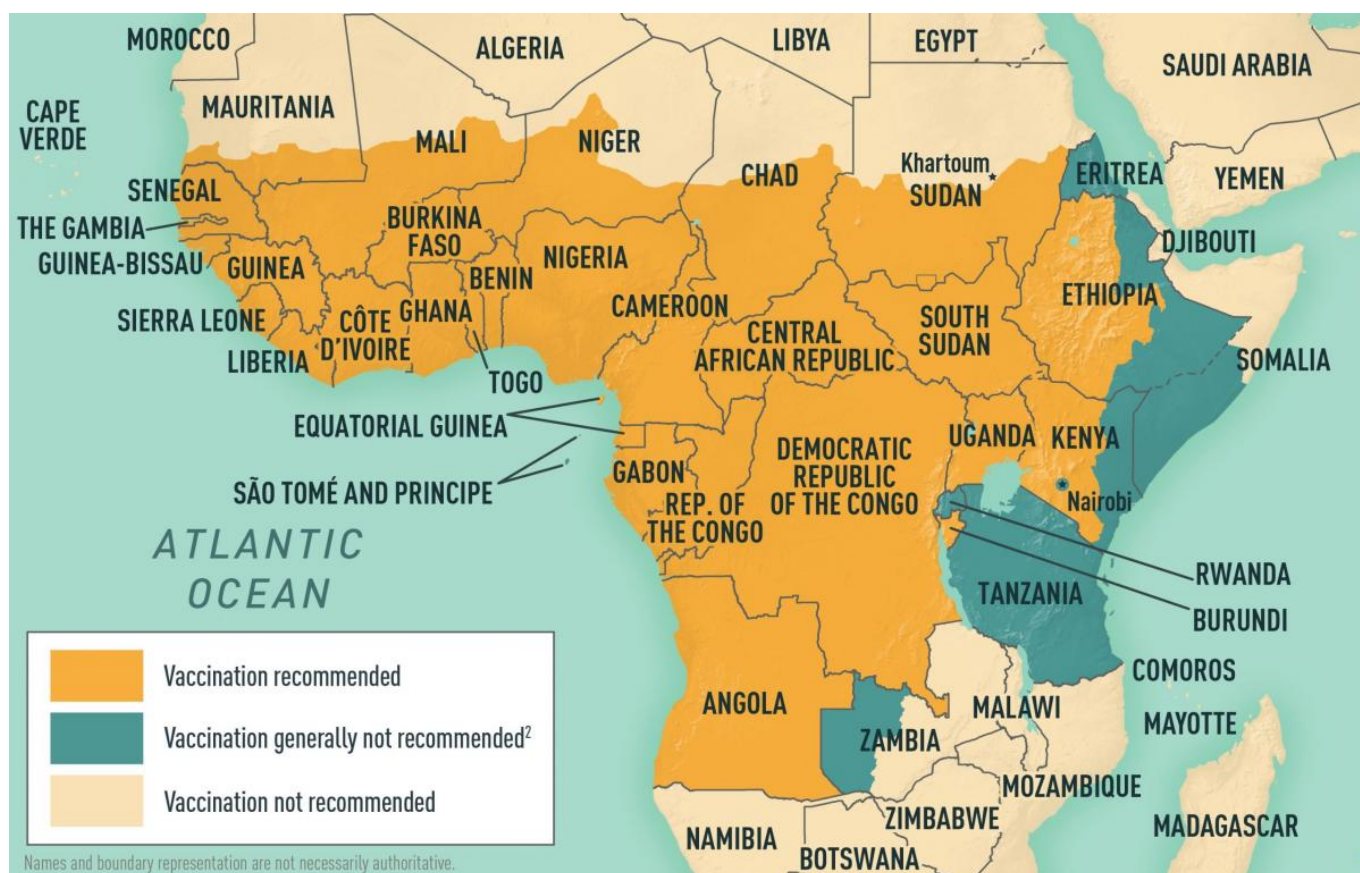 MOROCCO
ALGERIA
LIBYA
EGYPT
SAUDI ARABIA
CAPE
VERDE
MAURITANIA
MALI
NIGER
CHAD
Khartoum
SUDAN
ERITREA
YEMEN
SENEGAL
THE GAMBIA
GUINEA-BISSAU
GUINEA
BURKINA
FASO
BENIN
NIGERIA
DJIBOUTI
ETHIOPIA
SIERRA LEONE
LIBERIA
CÔTE
D'IVOIRE
GHANA
TOGO
CAMEROON
CENTRAL
AFRICAN REPUBLIC
SOUTH
SUDAN
SOMALIA
EQUATORIAL GUINEA
SÃO TOMÉ AND PRINCIPE
GABON
REP. OF
THE CONGO
DEMOCRATIC
REPUBLIC
OF THE CONGO
UGANDA
KENYA
Nairobi
ATLANTIC
OCEAN
RWANDA
BURUNDI
TANZANIA
COMOROS
MAYOTTE
ANGOLA
ZAMBIA
MALAWI
MOZAMBIQUE
ZIMBABWE
NAMIBIA
BOTSWANA
MADAGASCAR
Vaccination recommended
Vaccination generally not recommended²
Vaccination not recommended
Names and boundary representation are not necessarily authoritative.